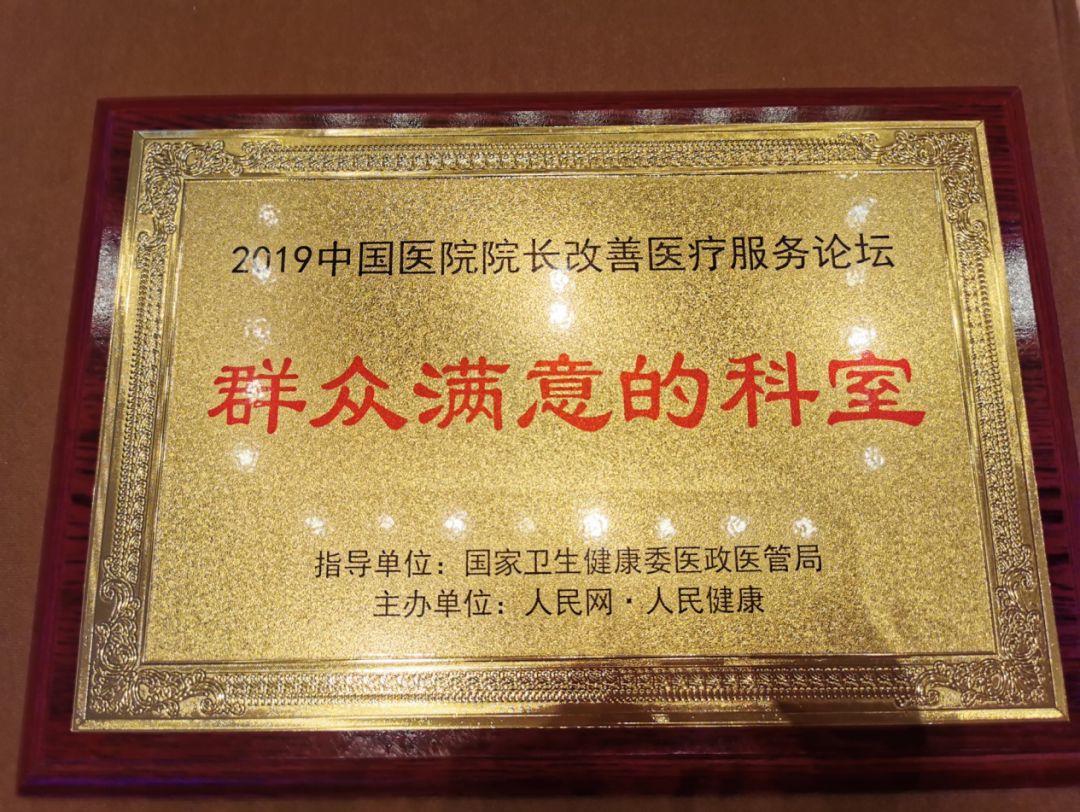 2019中国医院院长改善医疗服务论坛
群众满意的科室
指导单位：国家卫生健康委医政医管局
主办单位：人民网·人民健康